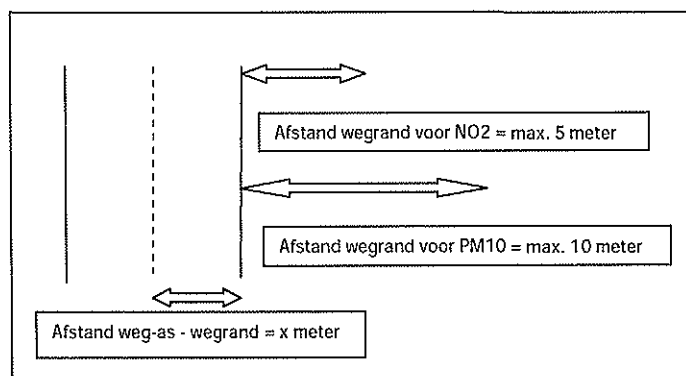 Afstand wegrand voor NO2 = max. 5 meter
Afstand wegrand voor PM10 = max. 10 meter
Afstand weg-as - wegrand = x meter